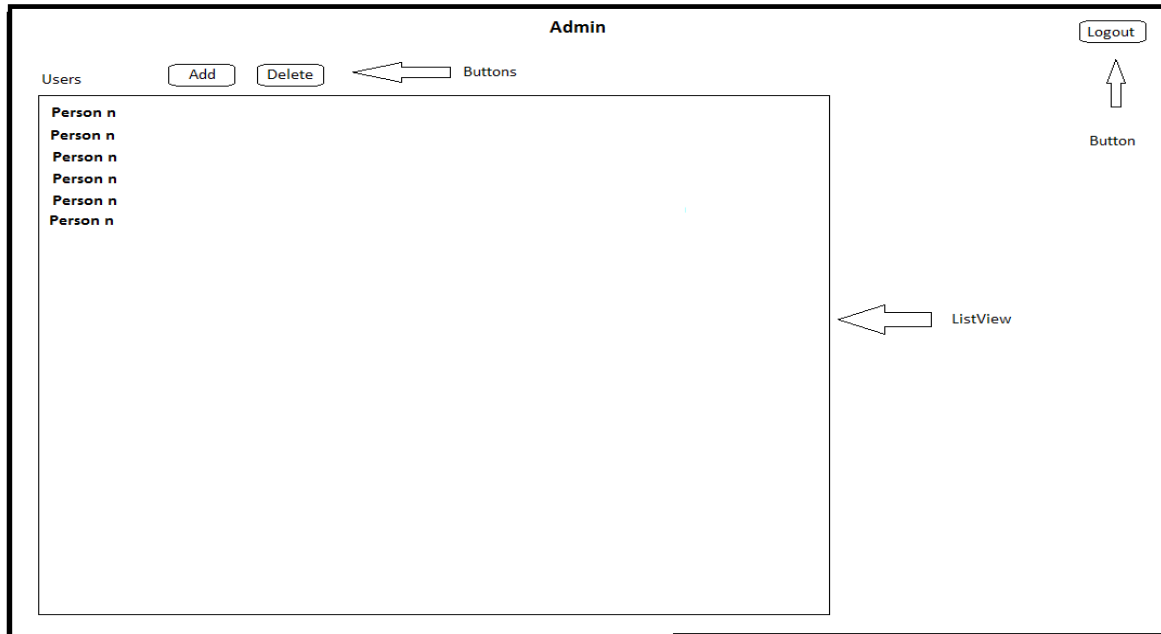 Admin
Logout
Users
Add
Delete
Buttons
Button
Person n
Person n
Person n
Person n
Person n
Person n
ListView